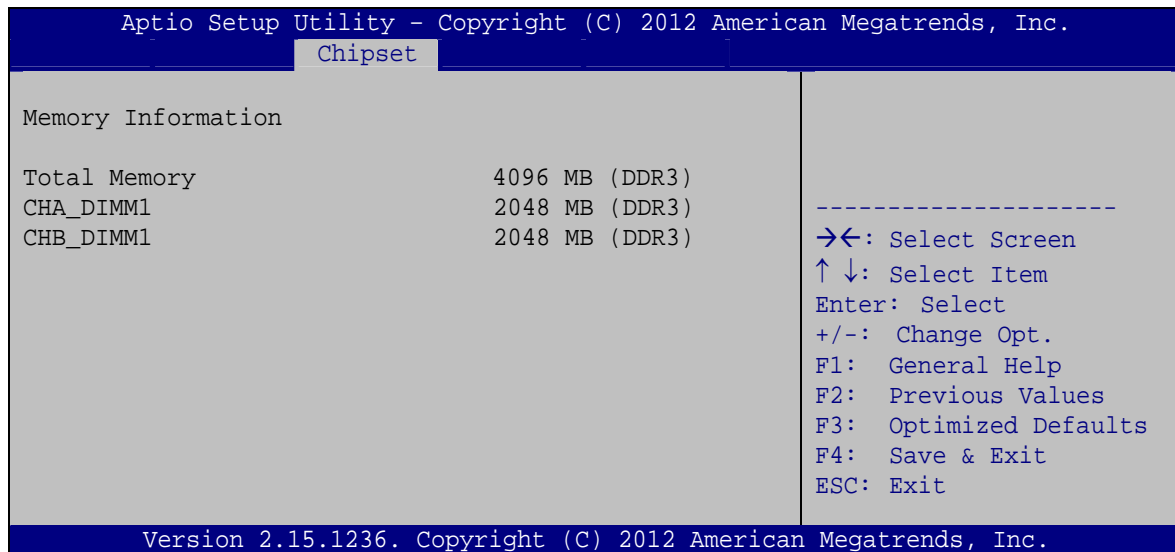 Aptio Setup Utility – Copyright (C) 2012 American Megatrends, Inc.
Chipset
Memory Information
Total Memory 4096 MB (DDR3)
CHA_DIMM1 2048 MB (DDR3)
CHB_DIMM1 2048 MB (DDR3)
---------------------
→←: Select Screen
↑ ↓: Select Item
Enter: Select
+/-: Change Opt.
F1: General Help
F2: Previous Values
F3: Optimized Defaults
F4: Save & Exit
ESC: Exit
Version 2.15.1236. Copyright (C) 2012 American Megatrends, Inc.